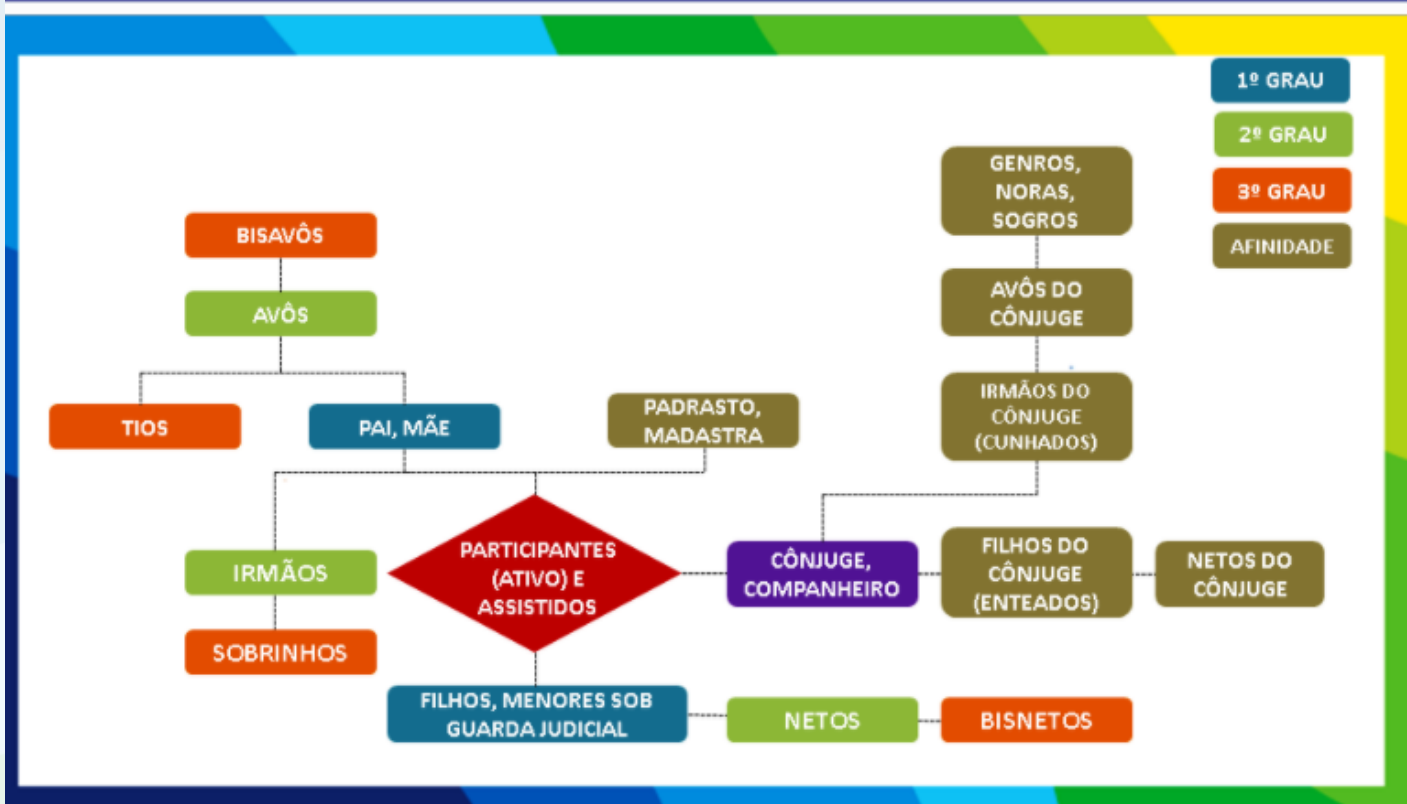 1º GRAU
2º GRAU
3º GRAU
AFINIDADE
GENROS,
NORAS,
SOGROS
BISAVÔS
AVÔS DO
CÔNJUGE
AVÔS
IRMÃOS DO
CÔNJUGE
(CUNHADOS)
PADRASTO,
MADASTRA
TIOS
PAI, MÃE
PARTICIPANTES
(ATIVO) E
ASSISTIDOS
CÔNJUGE,
COMPANHEIRO
FILHOS DO
CÔNJUGE
(ENTEADOS)
NETOS DO
CÔNJUGE
IRMÃOS
SOBRINHOS
FILHOS, MENORES SOB
GUARDA JUDICIAL
NETOS
BISNETOS